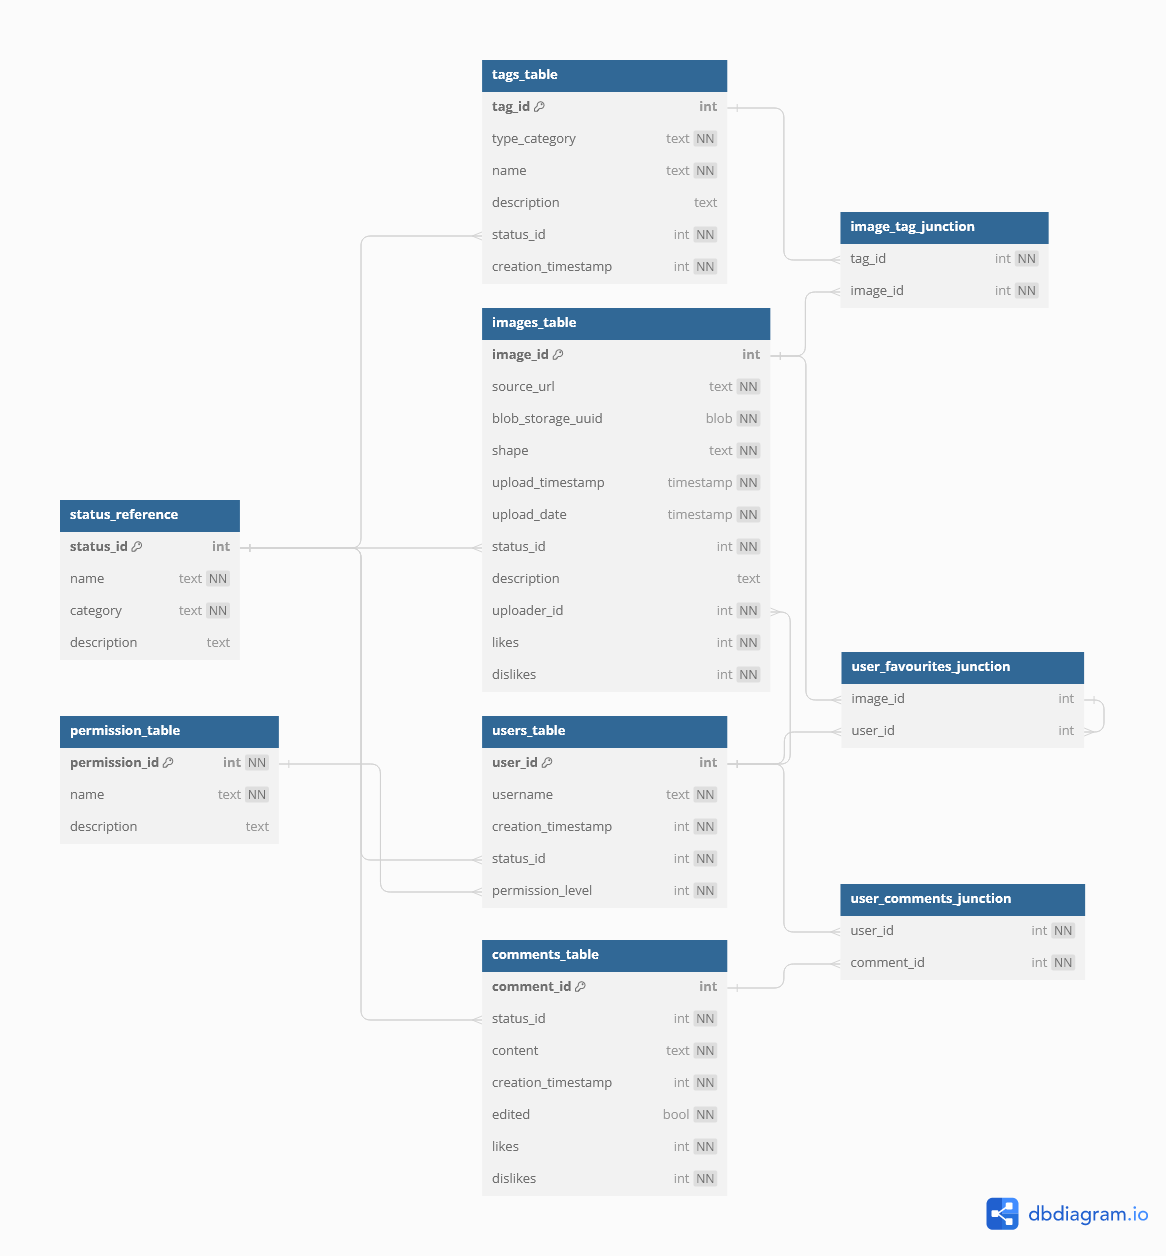 tags_table
tag_id int
type_category text NN
name text NN
description text
status_id int NN
creation_timestamp int NN
image_tag_junction
tag_id int NN
image_id int NN
images_table
image_id int
source_url text NN
blob_storage_uuid blob NN
shape text NN
upload_timestamp timestamp NN
upload_date timestamp NN
status_id int NN
description text
uploader_id int NN
likes int NN
dislikes int NN
status_reference
status_id int
name text NN
category text NN
description text
user_favourites_junction
image_id int
user_id int
permission_table
permission_id int NN
name text NN
description text
users_table
user_id int
username text NN
creation_timestamp int NN
status_id int NN
permission_level int NN
user_comments_junction
user_id int NN
comment_id int NN
comments_table
comment_id int
status_id int NN
content text NN
creation_timestamp int NN
edited bool NN
likes int NN
dislikes int NN
dbdiagram.io